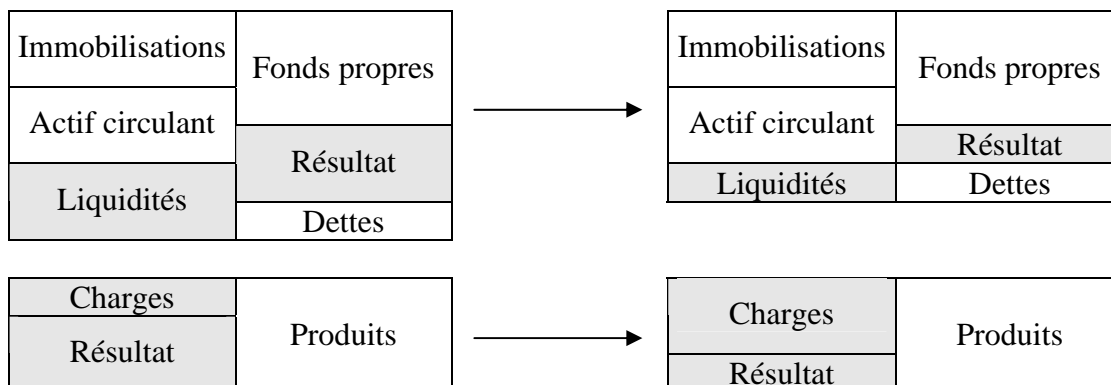 Immobilisations
Fonds propres
Actif circulant
Résultat
Liquidités
Dettes
Immobilisations
Fonds propres
Actif circulant
Résultat
Liquidités
Dettes
Charges
Produits
Résultat
Charges
Produits
Résultat